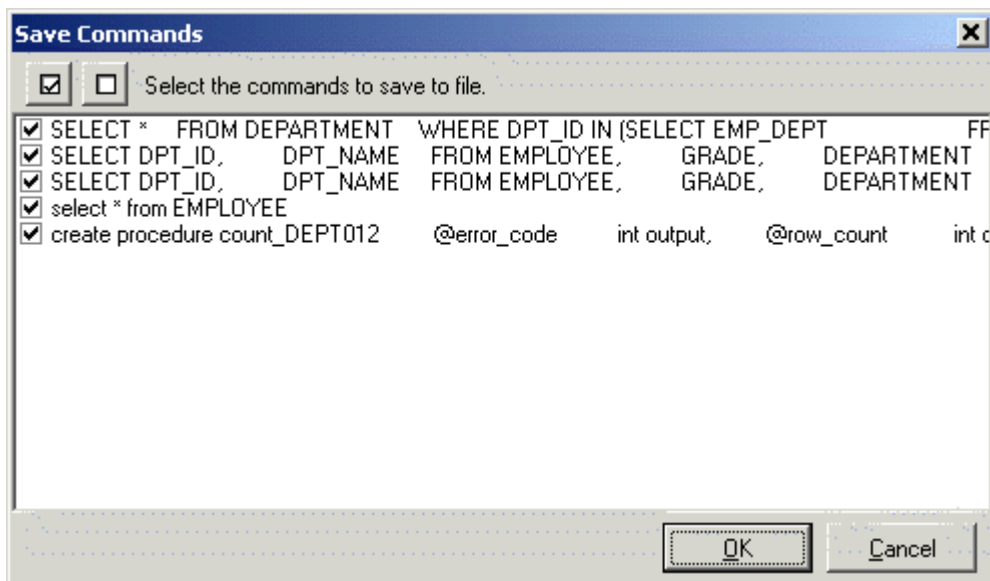 Save Commands
Select the commands to save to file.
SELECT * FROM DEPARTMENT WHERE DPT_ID IN (SELECT EMP_DEPT
SELECT DPT_ID, DPT_NAME FROM EMPLOYEE, GRADE, DEPARTMENT
SELECT DPT_ID, DPT_NAME FROM EMPLOYEE, GRADE, DEPARTMENT
select * from EMPLOYEE
create procedure count_DEPT012 @error_code int output, @row_count int
OK Cancel